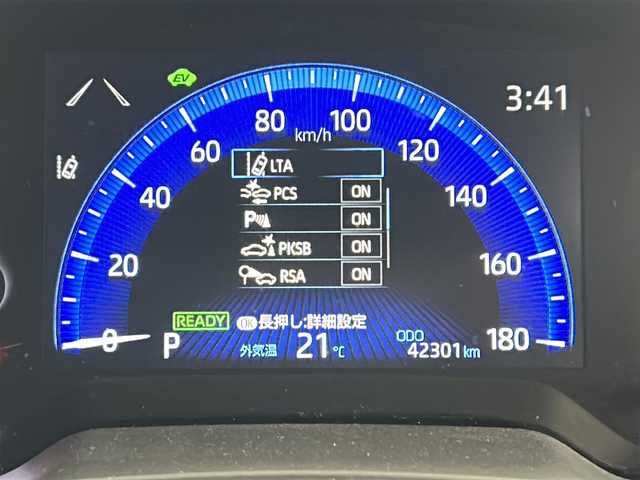 EV
3:41
80 100
km/h
60 120
LTA
40 140
PCS ON
P ON
PKSB ON
20 160
RSA ON
READY OK長押し:詳細設定
0 180
P 外気温 21℃ ODO 42301km